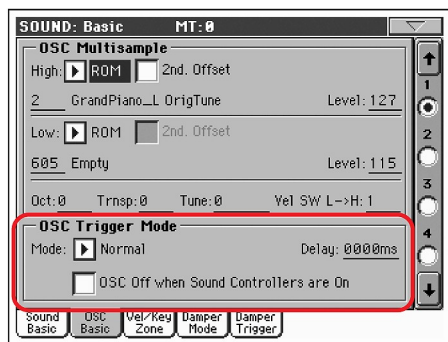 SOUND: Basic MT:0
OSC Multisample
High: ROM 2nd. Offset
2 GrandPiano_L OrigTune Level: 127
Low: ROM 2nd. Offset
605 Empty Level: 115
Oct:0 Trnsp:0 Tune:0 Vel SW L->H: 1
OSC Trigger Mode
Mode: Normal Delay: 0000ms
OSC Off when Sound Controllers are On
1
2
3
4
Sound Basic
OSC Basic
Vel/Key Zone
Damper Mode
Damper Trigger